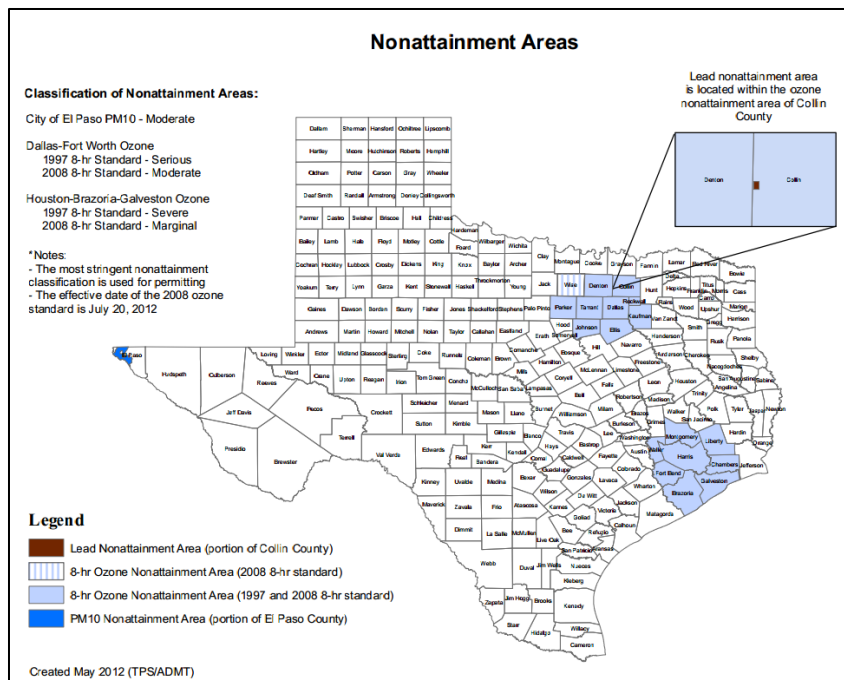 Nonattainment Areas
Lead nonattainment area
is located within the ozone
nonattainment area of Collin
County
Denton
Collin
Classification of Nonattainment Areas:
City of El Paso PM10 - Moderate
Dallas-Fort Worth Ozone
1997 8-hr Standard - Serious
2008 8-hr Standard - Moderate
Houston-Brazoria-Galveston Ozone
1997 8-hr Standard - Severe
2008 8-hr Standard - Marginal
*Notes:
- The most stringent nonattainment
classification is used for permitting
- The effective date of the 2008 ozone
standard is July 20, 2012
Dallam Sherman Hansford Ochiltree Lipscomb
Hartley Moore Hutchinson Roberts Hemphill
Oldham Potter Carson Gray Wheeler
Deaf Smith Randall Armstrong Donley Collingsworth
Parmer Castro Swisher Briscoe Hall Childress
Hardeman
Bailey Lamb Hale Floyd Motley Cottle Foard Wilbarger Wichita Clay Montague Cooke Grayson Fannin Lamar Red River Bowie
Cochran Hockley Lubbock Crosby Dickens King Knox Baylor Archer Jack Wise Denton Collin Hunt Hopkins Titus Morris Cass
Yoakum Terry Lynn Garza Kent Stonewall Haskell Throckmorton Young Parker Tarrant Dallas Rockwall Rains Wood Upshur Marion
Gaines Dawson Borden Scurry Fisher Jones Shackelford Stephens Palo Pinto Hood Johnson Ellis Kaufman Van Zandt Smith Gregg Harrison
Andrews Martin Howard Mitchell Nolan Taylor Callahan Eastland Erath Somervell Hill Navarro Henderson Rusk Panola
El Paso Hudspeth Culberson Reeves Loving Winkler Ector Midland Glasscock Sterling Coke Runnels Coleman Brown Comanche Hamilton Bosque Freestone Anderson Cherokee Shelby
Ward Crane Upton Reagan Irion Tom Green Concho McCulloch San Saba Mills Lampasas Coryell McLennan Limestone Leon Houston Nacogdoches San Augustine Sabine
Jeff Davis Pecos Crockett Schleicher Menard Mason Llano Burnet Bell Falls Robertson Madison Trinity Angelina
Presidio Brewster Terrell Sutton Kimble Gillespie Blanco Williamson Milam Brazos Grimes Walker San Jacinto Polk Tyler Jasper Newton
Val Verde Edwards Kerr Kendall Hays Travis Lee Burleson Washington Montgomery Liberty Hardin Orange
Real Bandera Comal Caldwell Bastrop Fayette Austin Waller Harris Chambers Jefferson
Kinney Uvalde Medina Bexar Guadalupe Gonzales Lavaca Colorado Fort Bend Galveston
Maverick Zavala Frio Atascosa Wilson Karnes De Witt Jackson Wharton Brazoria
Dimmit La Salle McMullen Live Oak Bee Goliad Victoria Calhoun Matagorda
Webb Duval Jim Wells San Patricio Refugio Aransas Nueces
Kleberg
Zapata Jim Hogg Brooks Kenedy
Starr Hidalgo Willacy
Cameron
Legend
Lead Nonattainment Area (portion of Collin County)
8-hr Ozone Nonattainment Area (2008 8-hr standard)
8-hr Ozone Nonattainment Area (1997 and 2008 8-hr standard)
PM10 Nonattainment Area (portion of El Paso County)
Created May 2012 (TPS/ADMT)